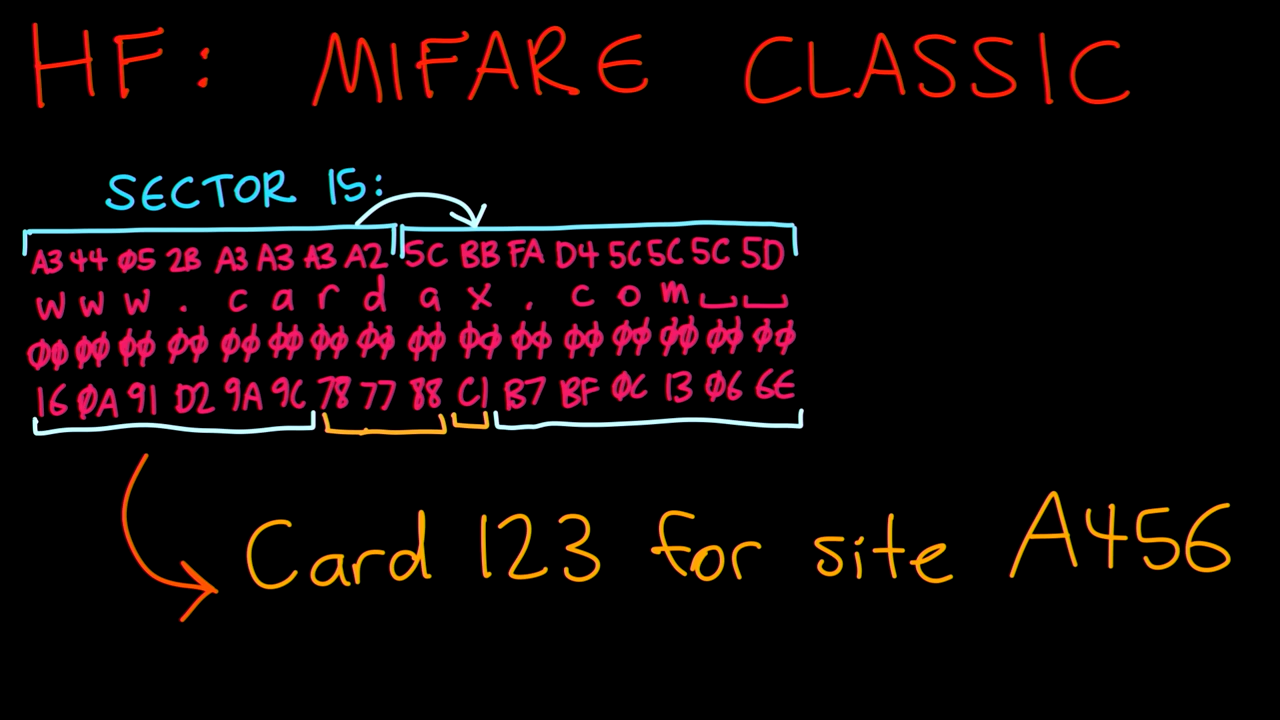 HF: MIFARE CLASSIC
SECTOR 15:
A3 44 05 2B A3 A3 A3 A2 5C BB FA D4 5C 5C 5C 5D
w w w . c a r d a x . c o m ⎵ ⎵
00 00 00 00 00 00 00 00 00 00 00 00 00 00 00 00
16 0A 91 D2 9A 9C 78 77 88 C1 B7 BF 0C 13 06 6E
Card 123 for site A456